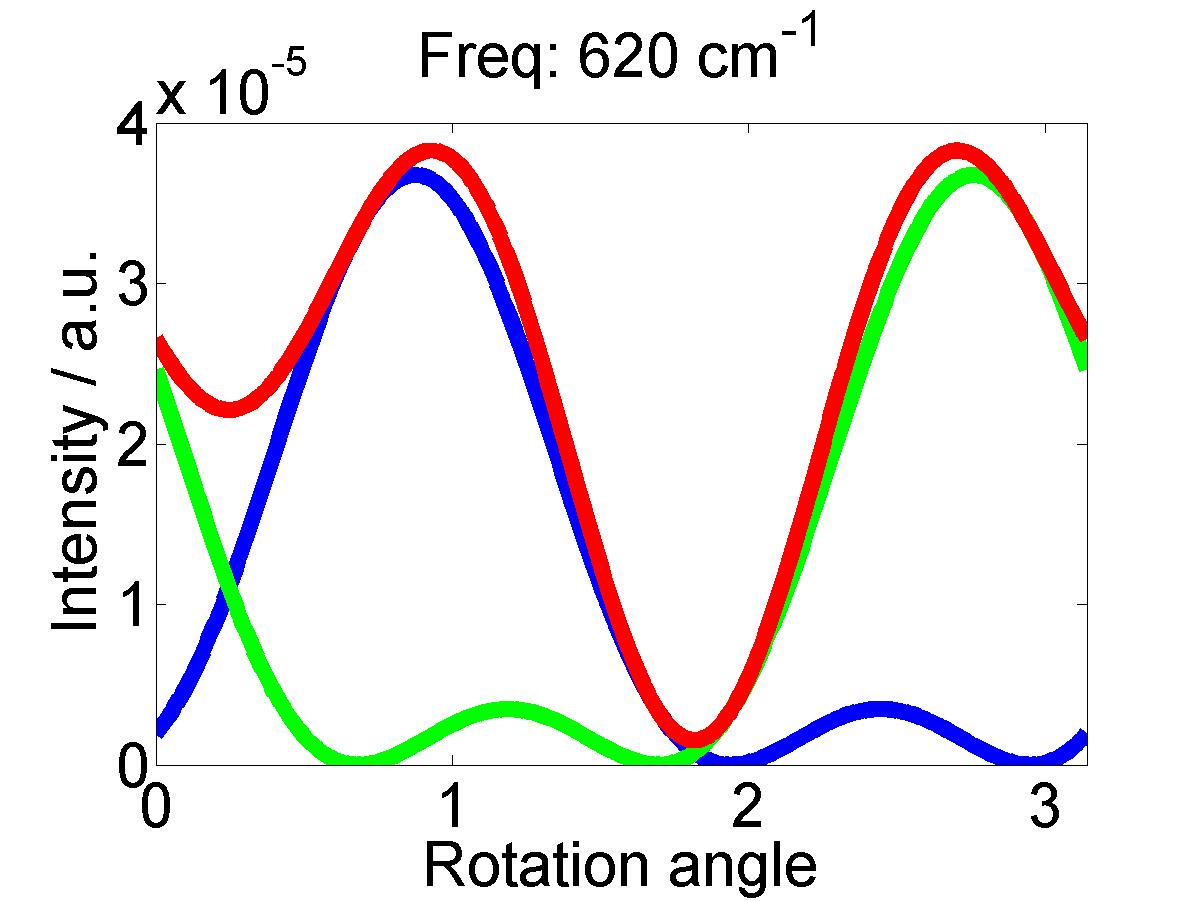 Freq: 620 cm-1
x 10-5
4
3
2
1
0
Intensity / a.u.
0 1 2 3
Rotation angle